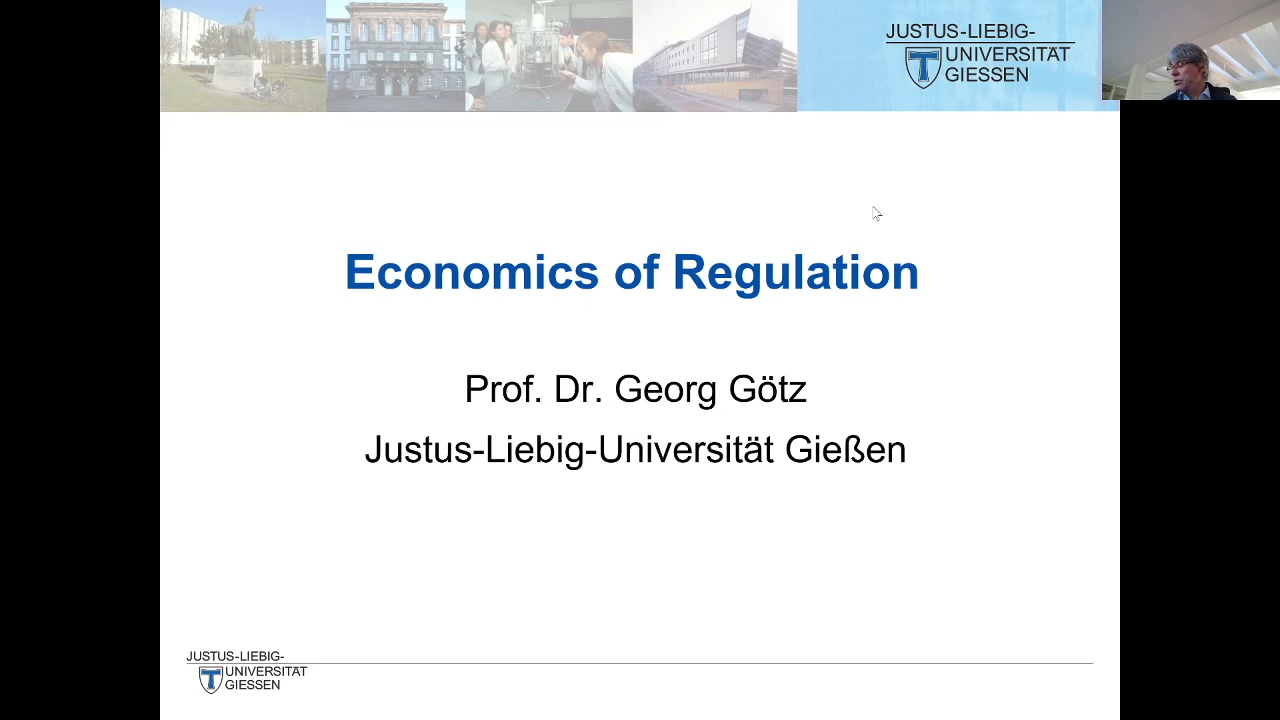 JUSTUS-LIEBIG-
UNIVERSITÄT
GIESSEN
Economics of Regulation
Prof. Dr. Georg Götz
Justus-Liebig-Universität Gießen
JUSTUS-LIEBIG-
UNIVERSITÄT
GIESSEN